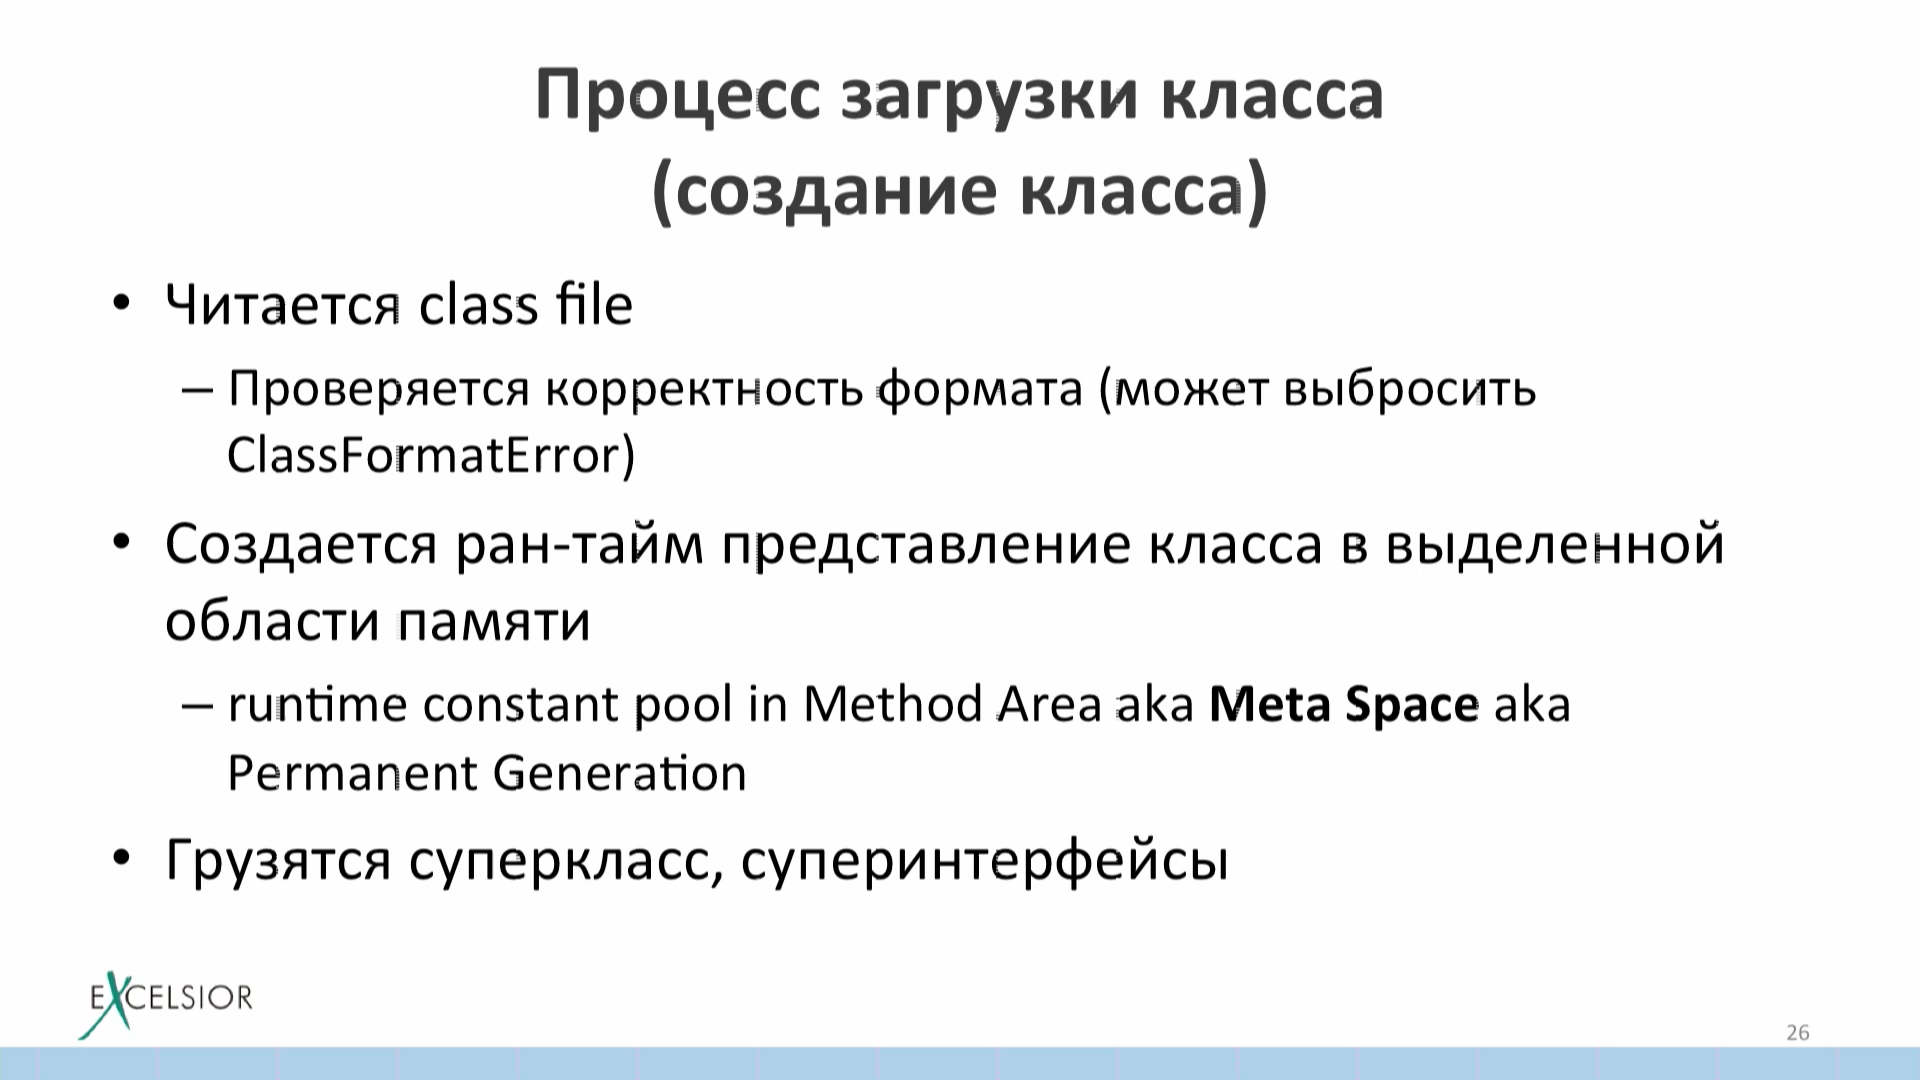 Процесс загрузки класса
(создание класса)
• Читается class file
– Проверяется корректность формата (может выбросить
ClassFormatError)
• Создается ран-тайм представление класса в выделенной
области памяти
– runtime constant pool in Method Area aka Meta Space aka
Permanent Generation
• Грузятся суперкласс, суперинтерфейсы
EXCELSIOR
26